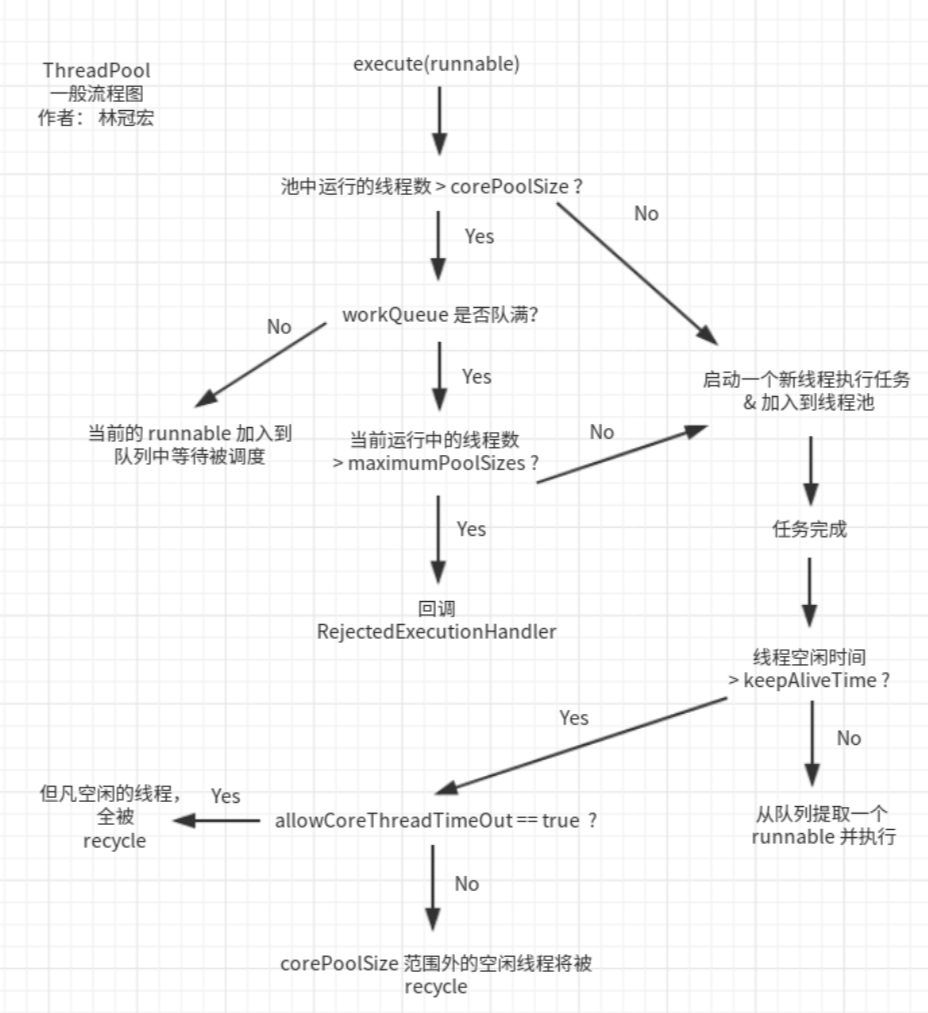 ThreadPool
一般流程图
作者： 林冠宏
execute(runnable)
池中运行的线程数 > corePoolSize ？
No
Yes
workQueue 是否队满?
No
Yes
当前的 runnable 加入到
队列中等待被调度
当前运行中的线程数
> maximumPoolSizes ?
No
启动一个新线程执行任务
& 加入到线程池
Yes
任务完成
回调
RejectedExecutionHandler
线程空闲时间
> keepAliveTime ?
Yes
No
但凡空闲的线程，
全被
recycle
Yes
allowCoreThreadTimeOut == true ？
从队列提取一个
runnable 并执行
No
corePoolSize 范围外的空闲线程将被
recycle